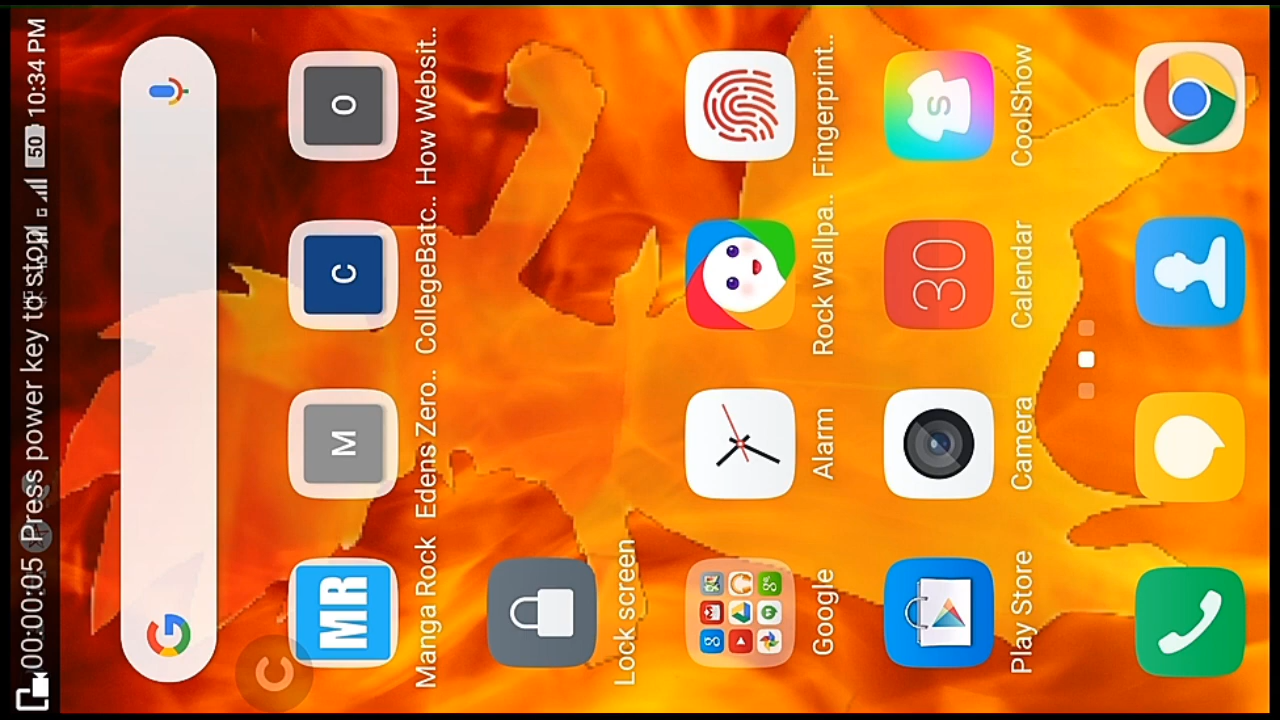 00:00:05 Press power key to stop! 50 10:34 PM
G
MR M C O
Manga Rock Edens Zero.. CollegeBatc.. How Websit..
Lock screen
Google Alarm Rock Wallpa.. Fingerprint..
30 S
Play Store Camera Calendar CoolShow
C